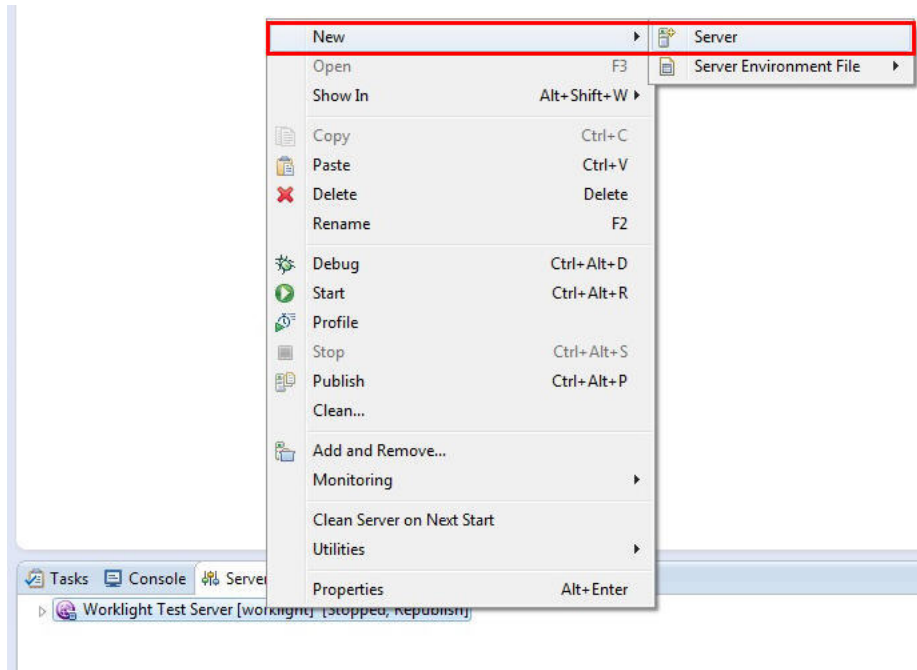 New Server
Open F3 Server Environment File
Show In Alt+Shift+W
Copy Ctrl+C
Paste Ctrl+V
Delete Delete
Rename F2
Debug Ctrl+Alt+D
Start Ctrl+Alt+R
Profile
Stop Ctrl+Alt+S
Publish Ctrl+Alt+P
Clean...
Add and Remove...
Monitoring
Clean Server on Next Start
Utilities
Properties Alt+Enter
Tasks Console Server
Worklight Test Server [worklight] [Stopped, Republish]